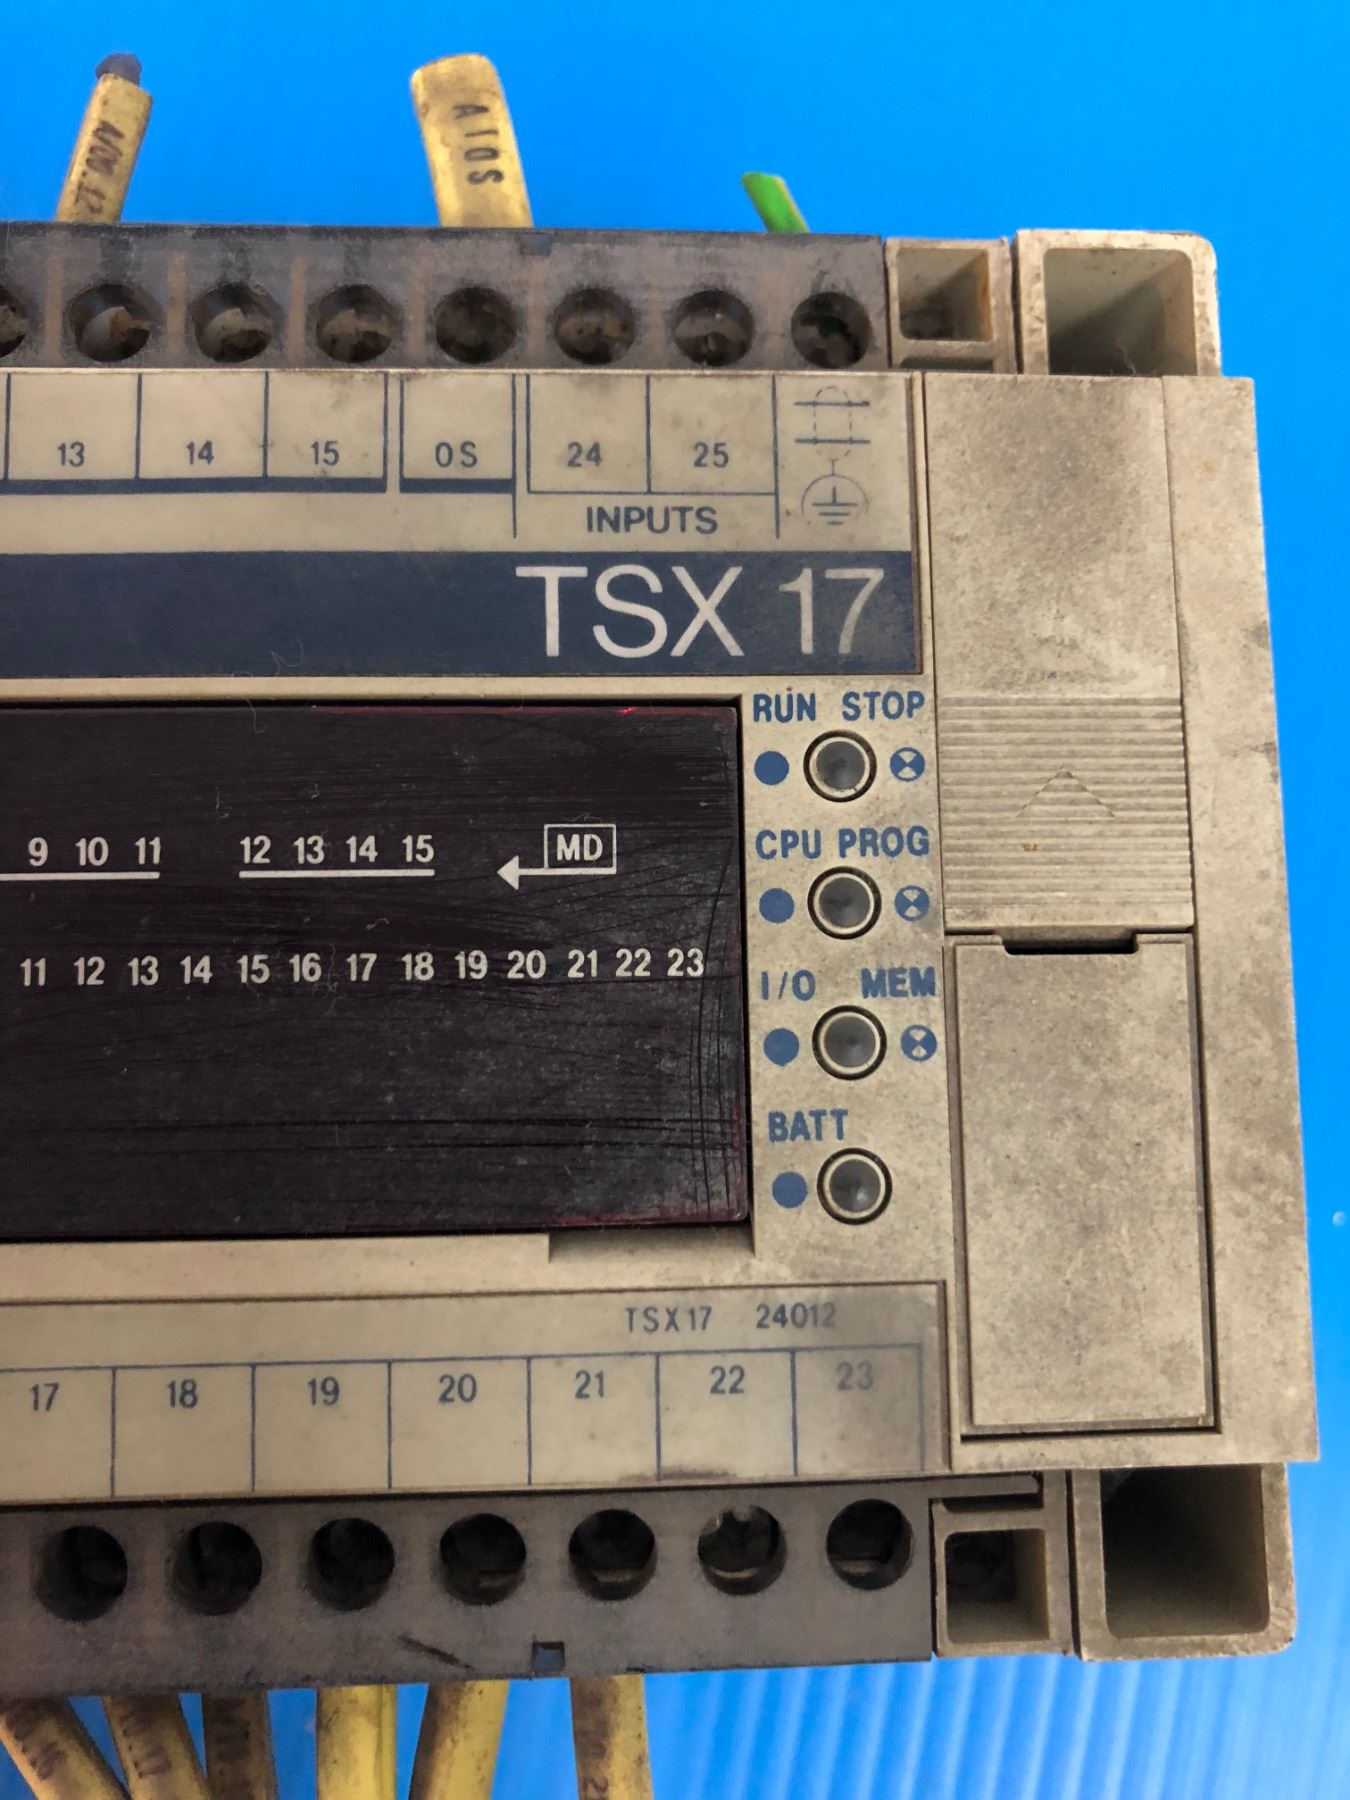 A10S
13 14 15 0S 24 25
INPUTS
TSX 17
RUN STOP
CPU PROG
I/O MEM
BATT
9 10 11 12 13 14 15 MD
11 12 13 14 15 16 17 18 19 20 21 22 23
TSX17 24012
17 18 19 20 21 22 23